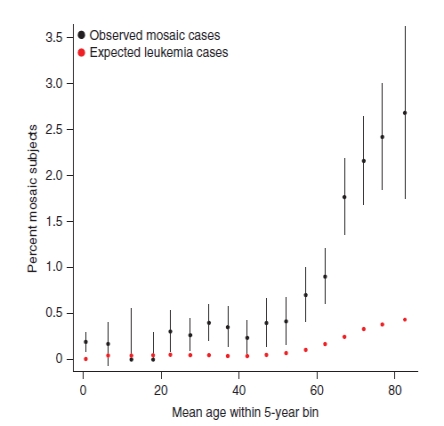 Observed mosaic cases
Expected leukemia cases
3.5
3.0
2.5
2.0
1.5
1.0
0.5
0
Percent mosaic subjects
0 20 40 60 80
Mean age within 5-year bin